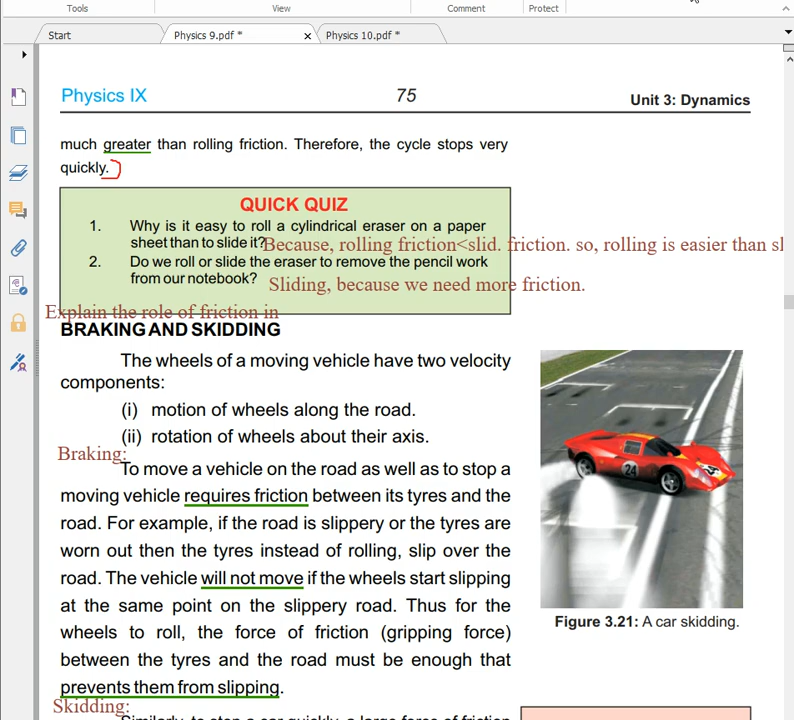 Tools View Comment Protect
Start Physics 9.pdf * x Physics 10.pdf *
Physics IX 75 Unit 3: Dynamics
much greater than rolling friction. Therefore, the cycle stops very
quickly.
QUICK QUIZ
1. Why is it easy to roll a cylindrical eraser on a paper
sheet than to slide it? Because, rolling friction<slid. friction. so, rolling is easier than sl
2. Do we roll or slide the eraser to remove the pencil work
from our notebook? Sliding, because we need more friction.
Explain the role of friction in
BRAKING AND SKIDDING
The wheels of a moving vehicle have two velocity
components:
(i) motion of wheels along the road.
(ii) rotation of wheels about their axis.
Braking:
To move a vehicle on the road as well as to stop a
moving vehicle requires friction between its tyres and the
road. For example, if the road is slippery or the tyres are
worn out then the tyres instead of rolling, slip over the
road. The vehicle will not move if the wheels start slipping
at the same point on the slippery road. Thus for the
wheels to roll, the force of friction (gripping force)
between the tyres and the road must be enough that
prevents them from slipping.
24
Figure 3.21: A car skidding.
Skidding:
Similarly, to stop a car quickly, a large force of friction